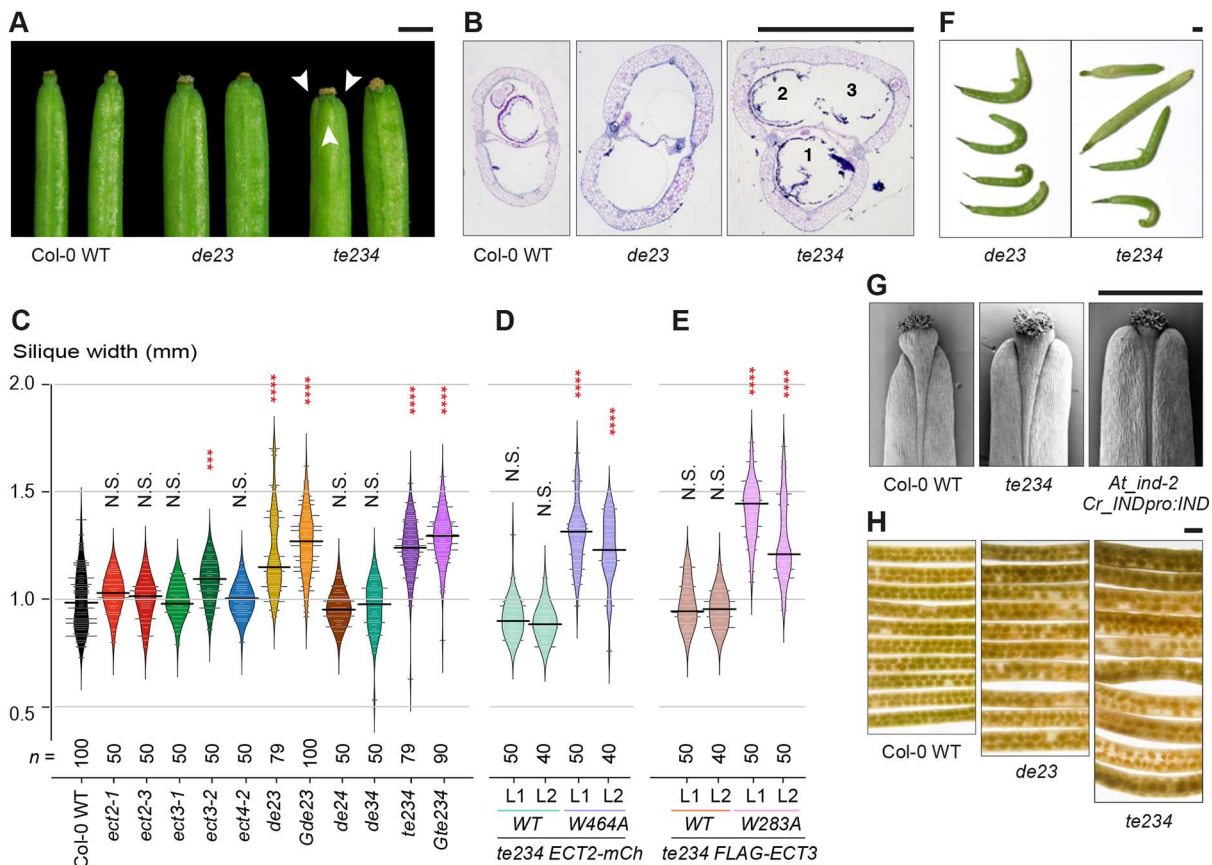 A
Col-0 WT
de23
te234
B
2
3
1
Col-0 WT
de23
te234
F
de23
te234
C
Silique width (mm)
2.0
1.5
1.0
0.5
N.S.
N.S.
N.S.
***
N.S.
****
****
N.S.
N.S.
****
****
n =
100
50
50
50
50
50
79
100
50
50
79
90
Col-0 WT
ect2-1
ect2-3
ect3-1
ect3-2
ect4-2
de23
Gde23
de24
de34
te234
Gte234
D
N.S.
N.S.
****
****
50
40
50
40
L1 L2 L1 L2
WT W464A
te234 ECT2-mCh
E
N.S.
N.S.
****
****
50
40
50
50
L1 L2 L1 L2
WT W283A
te234 FLAG-ECT3
G
Col-0 WT
te234
At_ind-2
Cr_INDpro:IND
H
Col-0 WT
de23
te234